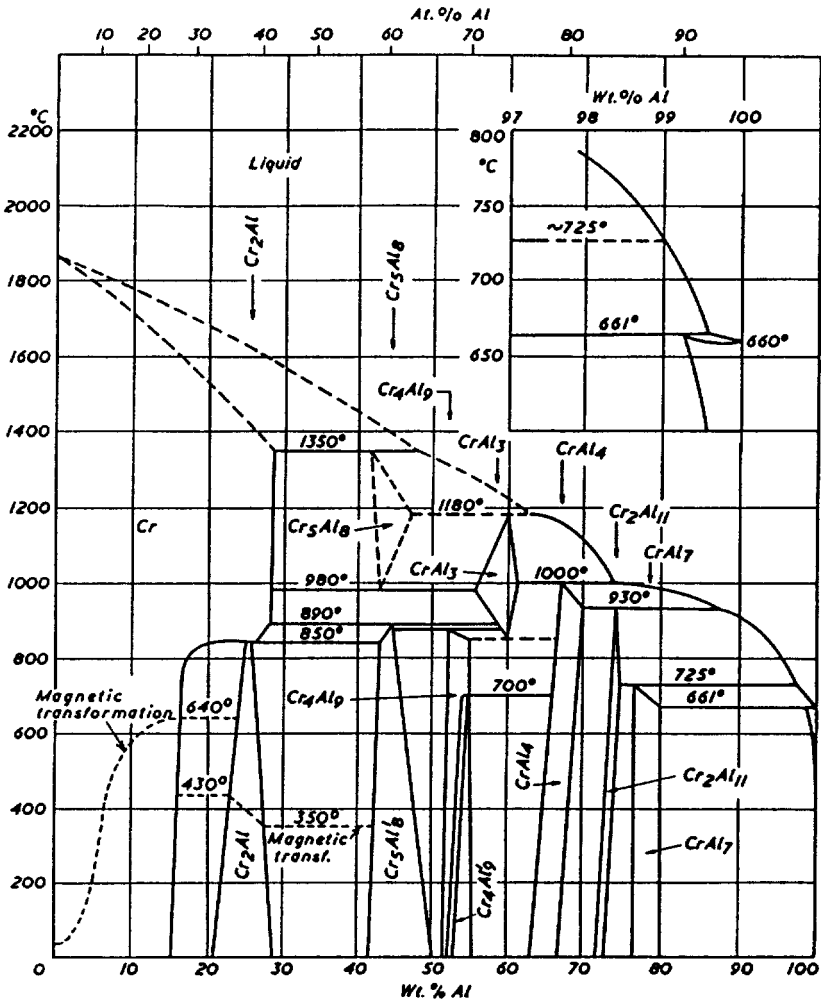 At.% Al
10 20 30 40 50 60 70 80 90
Wt.% Al
97 98 99 100
°C
2200
2000
1800
1600
1400
1200
1000
800
600
400
200
0
800
°C
750
700
650
Liquid
Cr2Al
Cr5Al8
~725°
661°
660°
Cr4Al9
CrAl3
CrAl4
1350°
Cr2Al11
1180°
Cr
Cr5Al8
CrAl3
CrAl7
1000°
980°
930°
890°
850°
Magnetic
transformation
640°
Cr4Al9
700°
725°
661°
430°
350°
Magnetic
transf.
Cr2Al
Cr5Al'8
Cr4Al'9
CrAl4
Cr2Al11
CrAl7
10 20 30 40 50 60 70 80 90 100
Wt.% Al